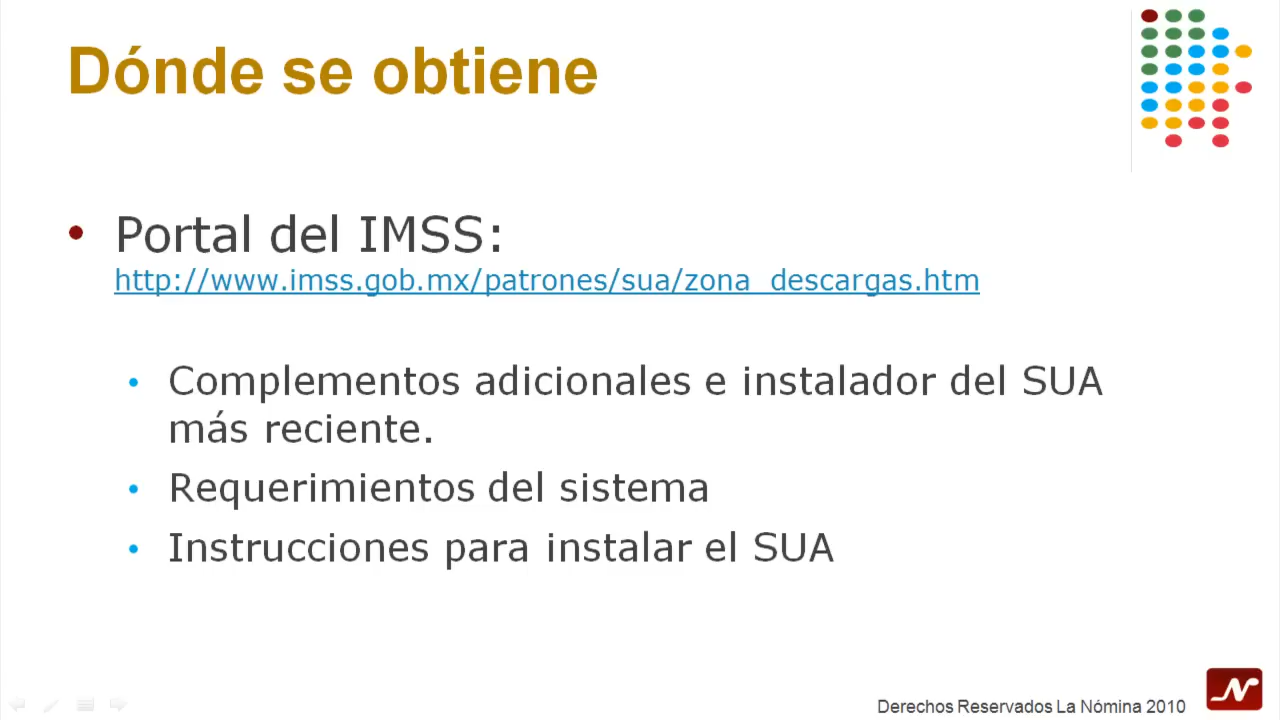 Dónde se obtiene
• Portal del IMSS:
http://www.imss.gob.mx/patrones/sua/zona_descargas.htm
• Complementos adicionales e instalador del SUA
más reciente.
• Requerimientos del sistema
• Instrucciones para instalar el SUA
Derechos Reservados La Nómina 2010
N